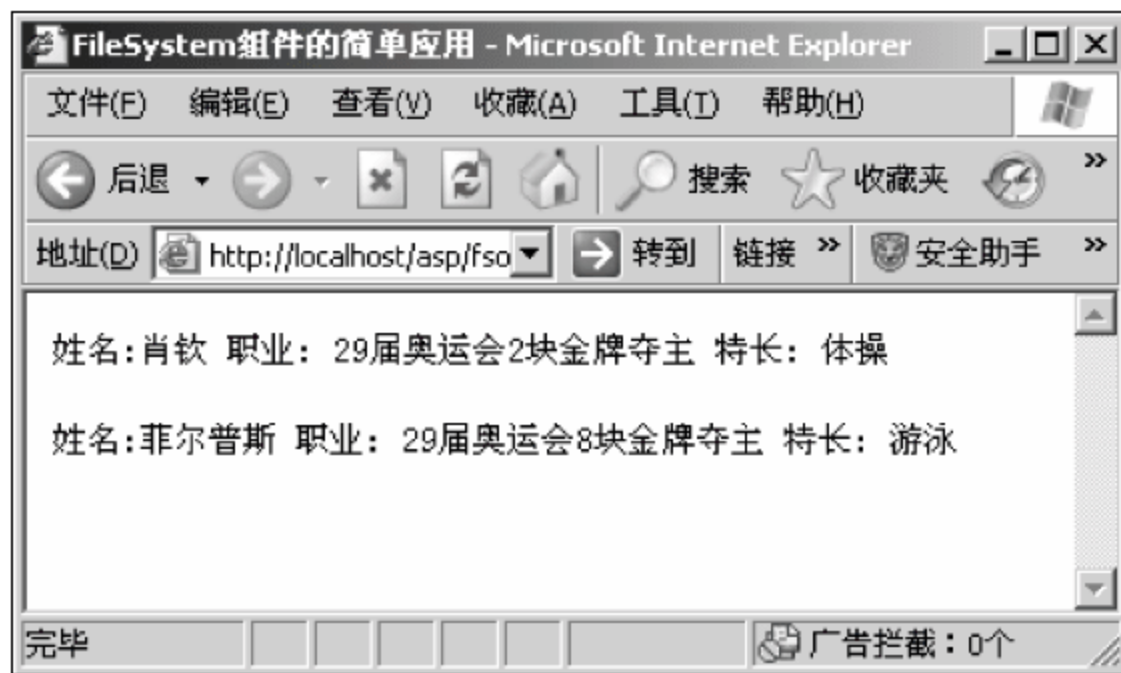 FileSystem组件的简单应用 - Microsoft Internet Explorer
文件(F) 编辑(E) 查看(V) 收藏(A) 工具(T) 帮助(H)
后退 搜索 收藏夹 »
地址(D) http://localhost/asp/fso 转到 链接 » 安全助手 »
姓名:肖钦 职业: 29届奥运会2块金牌夺主 特长: 体操
姓名:菲尔普斯 职业: 29届奥运会8块金牌夺主 特长: 游泳
完毕 广告拦截:0个